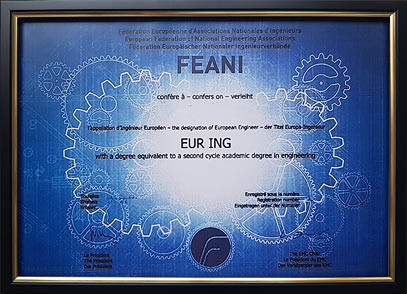 Fédération Européenne d'Associations Nationales d'Ingénieurs
European Federation of National Engineering Associations
Föderation Europäischer Nationaler Ingenieurverbände
FEANI
confère à – confers on – verleiht
l'appellation d'Ingénieur Européen – the designation of European Engineer – der Titel Europa-Ingenieur
EUR ING
with a degree equivalent to a second cycle academic degree in engineering
Enregistré sous le numéro
Registration number
Eingetragen unter der Nummer
Le Président
The President
Der Präsident
The EMC Chair
Le Président du EMC
Der Vorsitzender des EMC